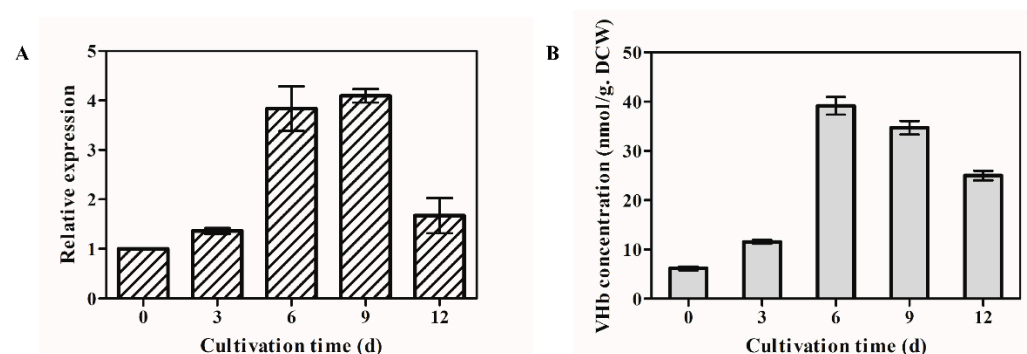 A
Relative expression
5
4
3
2
1
0
0 3 6 9 12
Cultivation time (d)
B
VHb concentration (nmol/g. DCW)
50
40
30
20
10
0
0 3 6 9 12
Cultivation time (d)